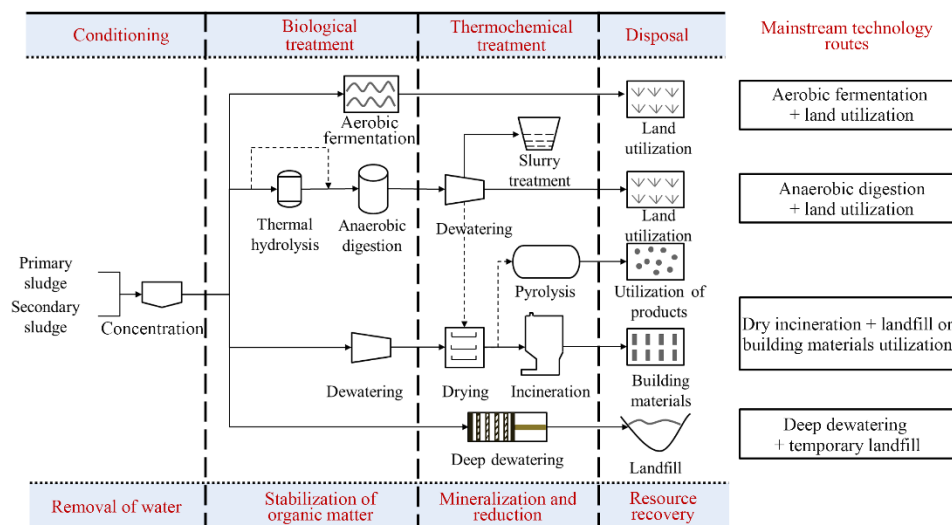 Conditioning
Biological
treatment
Thermochemical
treatment
Disposal
Mainstream technology
routes
Aerobic
fermentation
Land
utilization
Aerobic fermentation
+ land utilization
Slurry
treatment
Thermal
hydrolysis
Anaerobic
digestion
Dewatering
Land
utilization
Anaerobic digestion
+ land utilization
Primary
sludge
Secondary
sludge
Concentration
Pyrolysis
Utilization of
products
Dewatering
Drying
Incineration
Building
materials
Dry incineration + landfill or
building materials utilization
Deep dewatering
Landfill
Deep dewatering
+ temporary landfill
Removal of water
Stabilization of
organic matter
Mineralization and
reduction
Resource
recovery